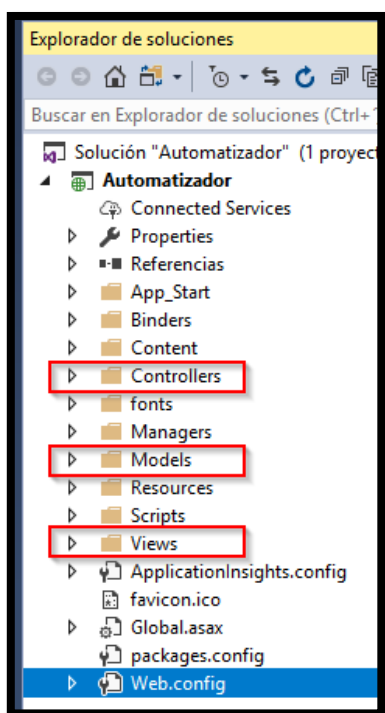 Explorador de soluciones
Buscar en Explorador de soluciones (Ctrl+
Solución "Automatizador" (1 proyect
Automatizador
Connected Services
Properties
Referencias
App_Start
Binders
Content
Controllers
fonts
Managers
Models
Resources
Scripts
Views
ApplicationInsights.config
favicon.ico
Global.asax
packages.config
Web.config